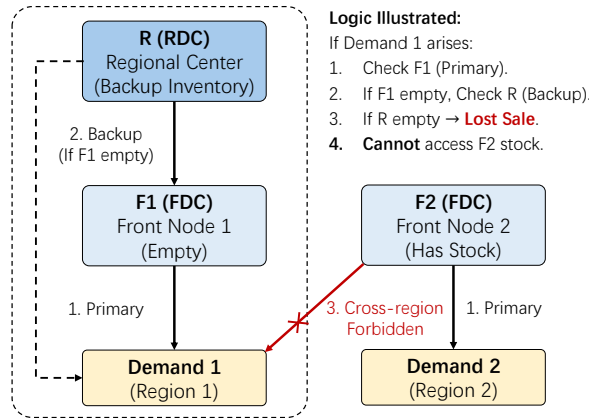 R (RDC)
Regional Center
(Backup Inventory)
Logic Illustrated:
If Demand 1 arises:
1. Check F1 (Primary).
2. If F1 empty, Check R (Backup).
3. If R empty → Lost Sale.
4. Cannot access F2 stock.
2. Backup
(If F1 empty)
F1 (FDC)
Front Node 1
(Empty)
F2 (FDC)
Front Node 2
(Has Stock)
1. Primary
3. Cross-region
Forbidden
1. Primary
Demand 1
(Region 1)
Demand 2
(Region 2)